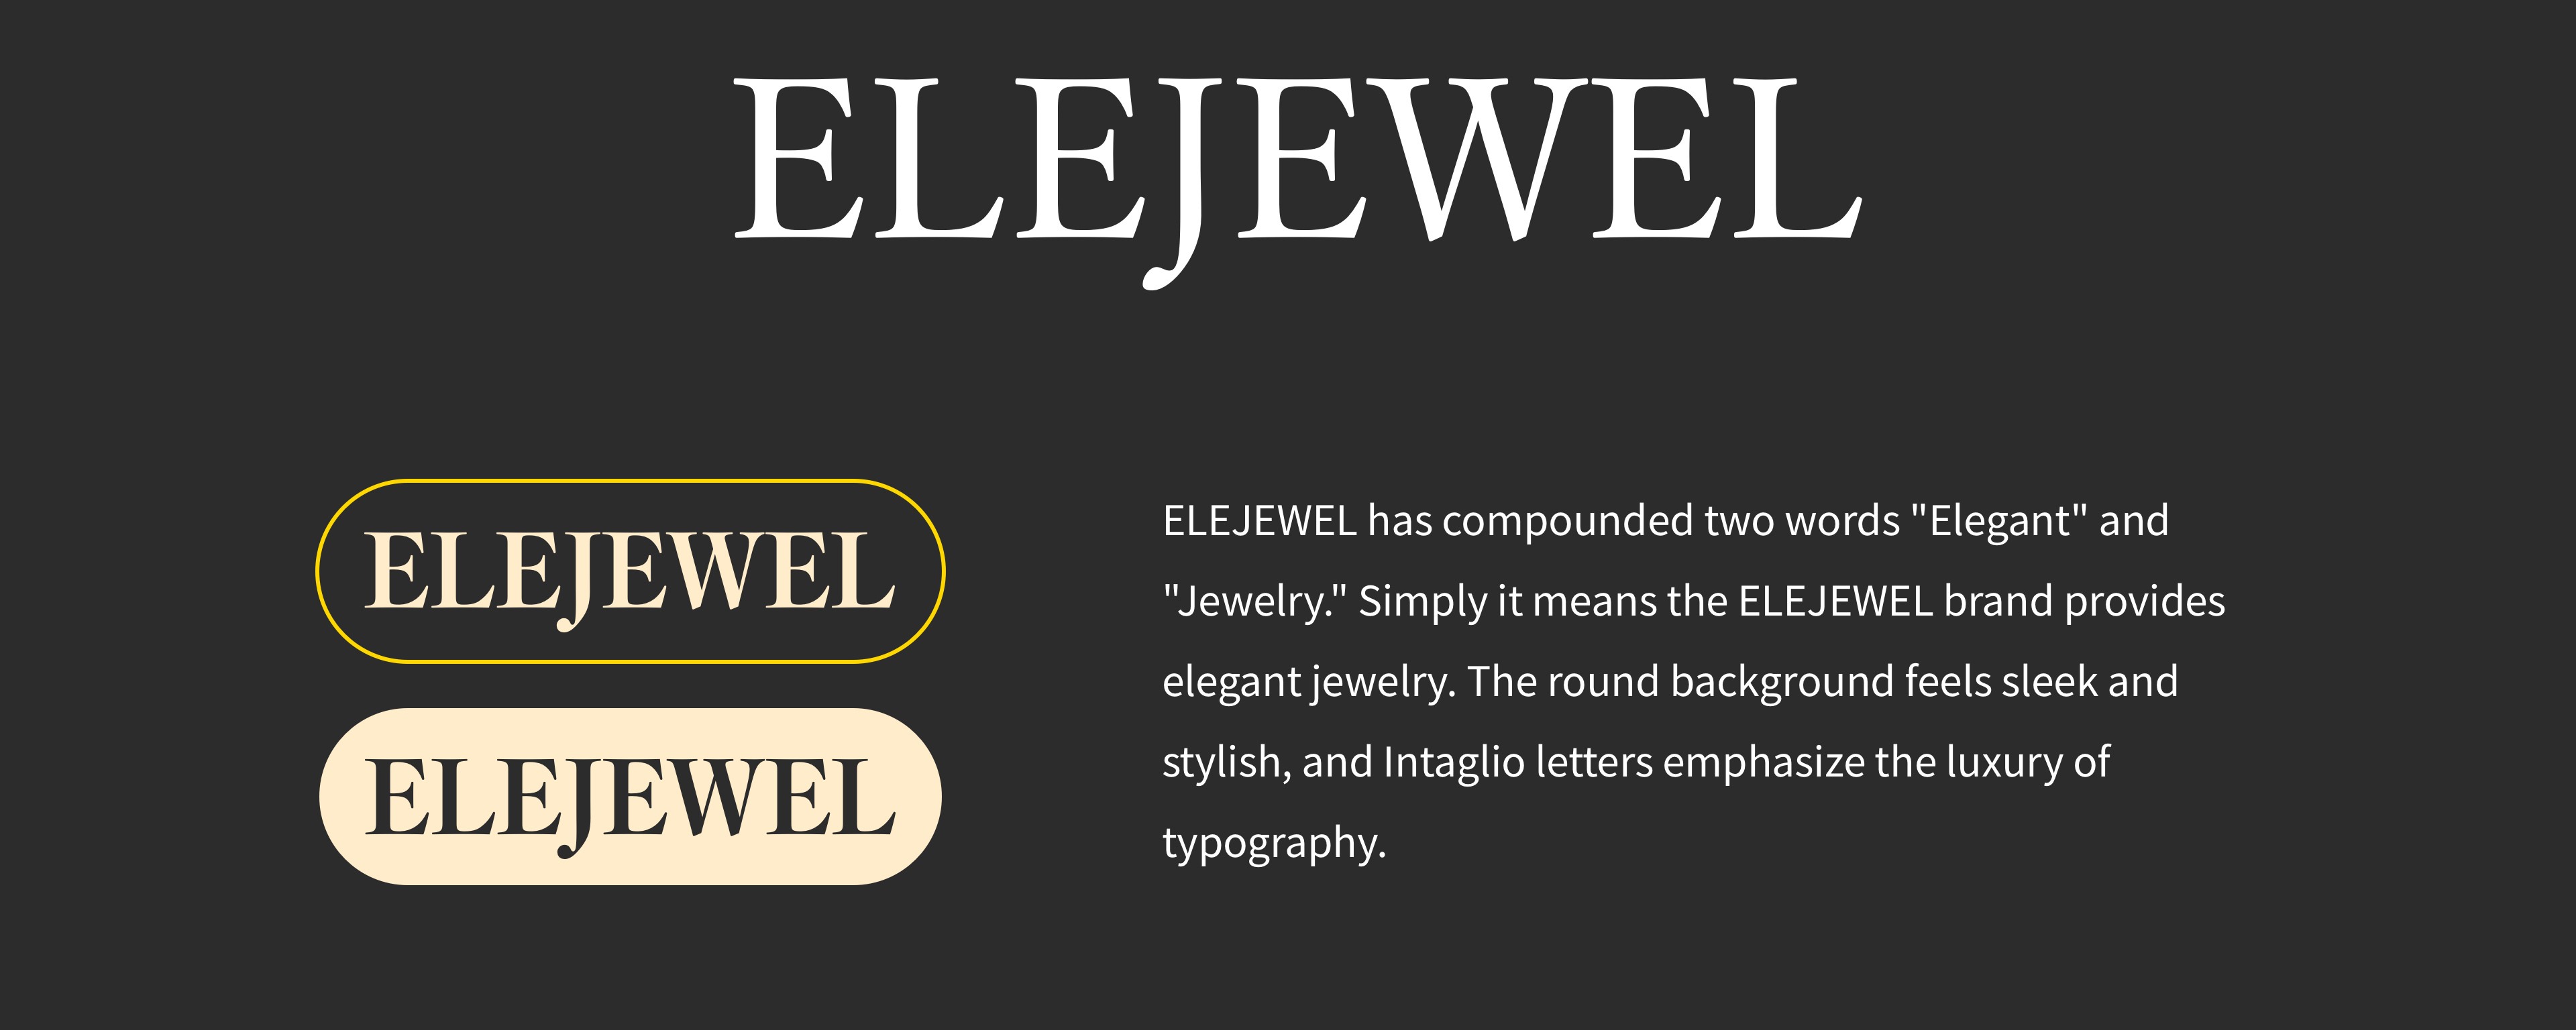 ELEJEWEL
ELEJEWEL
ELEJEWEL
ELEJEWEL has compounded two words "Elegant" and
"Jewelry." Simply it means the ELEJEWEL brand provides
elegant jewelry. The round background feels sleek and
stylish, and Intaglio letters emphasize the luxury of
typography.